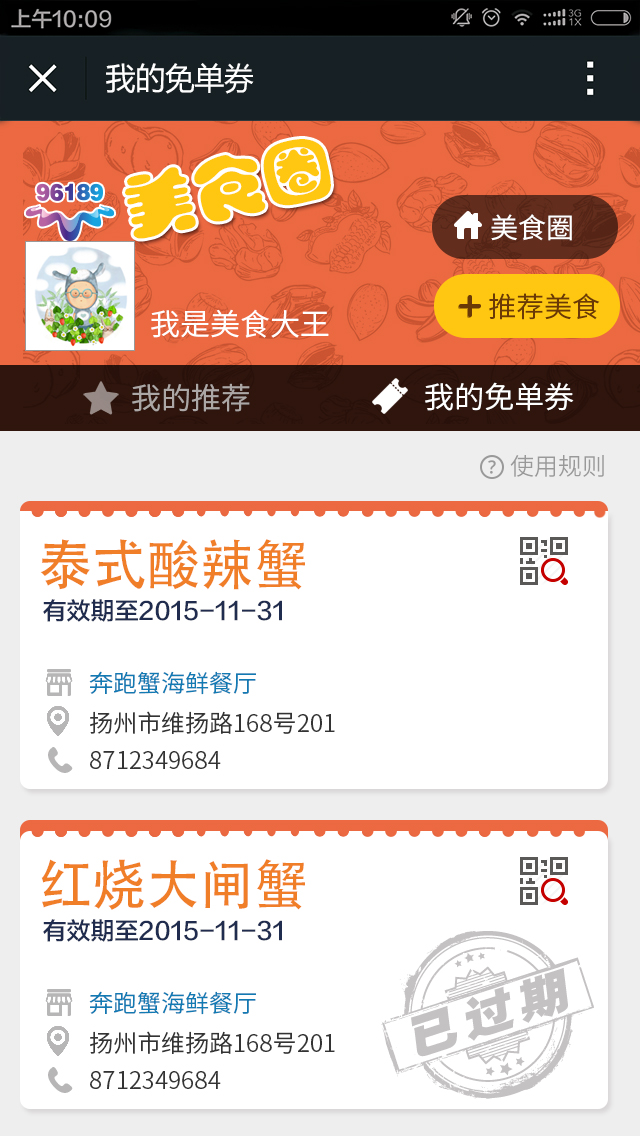 上午10:09
3G
1X
我的免单券
96189
美食圈
美食圈
推荐美食
我是美食大王
我的推荐
我的免单券
使用规则
泰式酸辣蟹
有效期至2015-11-31
奔跑蟹海鲜餐厅
扬州市维扬路168号201
8712349684
红烧大闸蟹
有效期至2015-11-31
奔跑蟹海鲜餐厅
扬州市维扬路168号201
8712349684
已过期